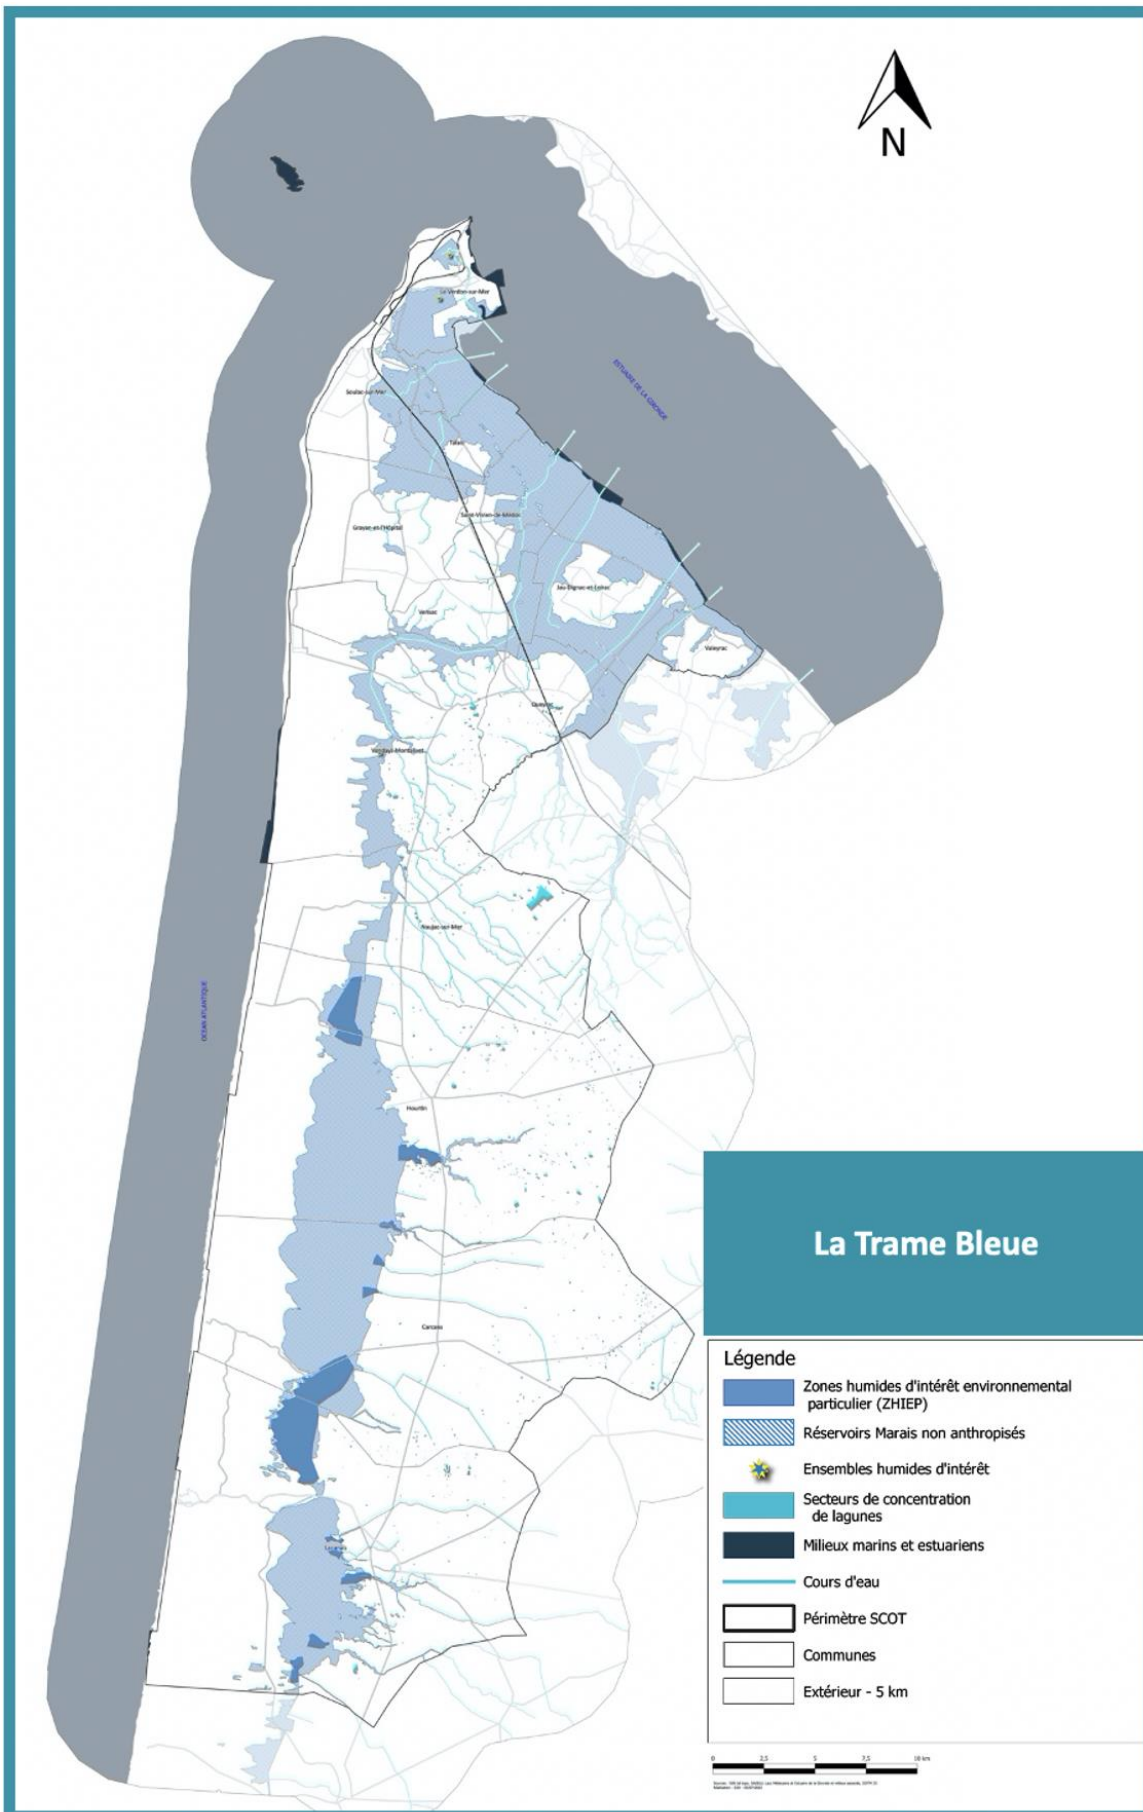 N
Le Verdon-sur-Mer
ESTUAIRE DE LA GIRONDE
Soulac-sur-Mer
Talais
Saint-Vivien-de-Médoc
Grayan-et-l'Hôpital
Jau-Dignac-et-Loirac
Vensac
Valeyrac
Queyrac
Vendays-Montalivet
Naujac-sur-Mer
OCEAN ATLANTIQUE
Hourtin
Carcans
Lacanau
La Trame Bleue
Légende
Zones humides d'intérêt environnemental
particulier (ZHIEP)
Réservoirs Marais non anthropisés
Ensembles humides d'intérêt
Secteurs de concentration
de lagunes
Milieux marins et estuariens
Cours d'eau
Périmètre SCOT
Communes
Extérieur - 5 km
0 2,5 5 7,5 10 km